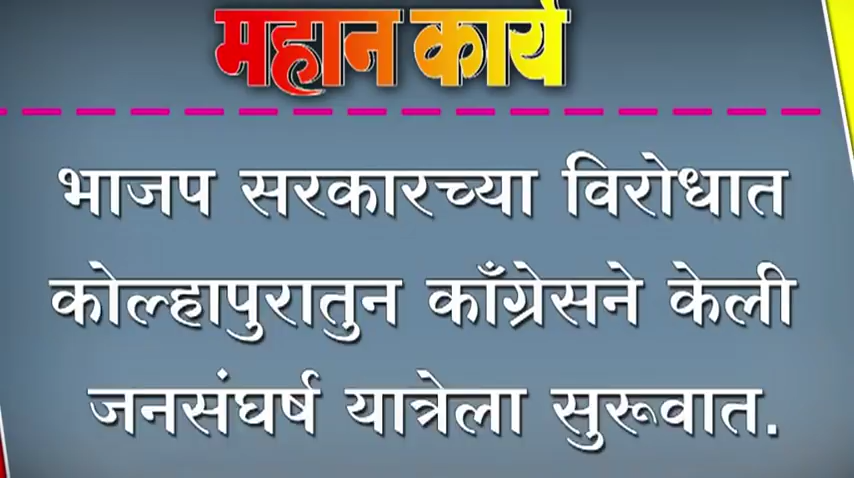 महान कार्य
भाजप सरकारच्या विरोधात
कोल्हापुरातुन काँग्रेसने केली
जनसंघर्ष यात्रेला सुरूवात.